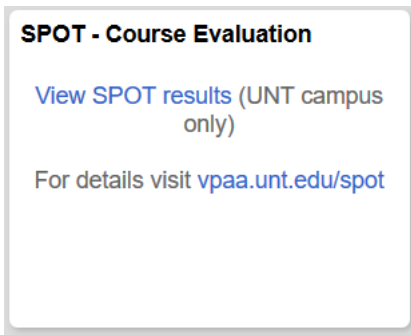 SPOT - Course Evaluation
View SPOT results (UNT campus
only)
For details visit vpaa.unt.edu/spot